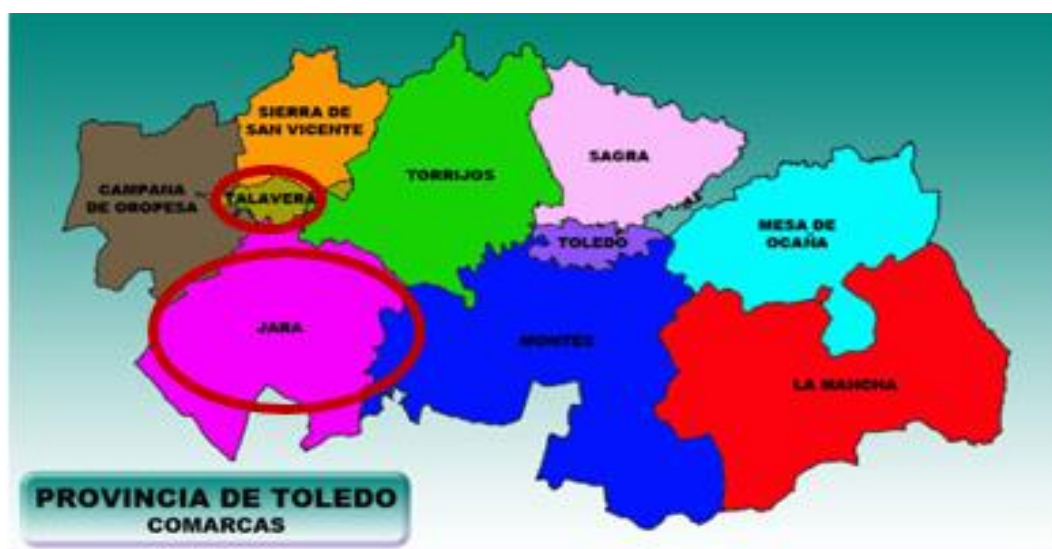 SIERRA DE
SAN VICENTE
SAGRA
TORRIJOS
CAMPANA
DE OROPESA
TALAVERA
MESA DE
OCAÑA
TOLEDO
JARA
MONTES
LA MANCHA
PROVINCIA DE TOLEDO
COMARCAS